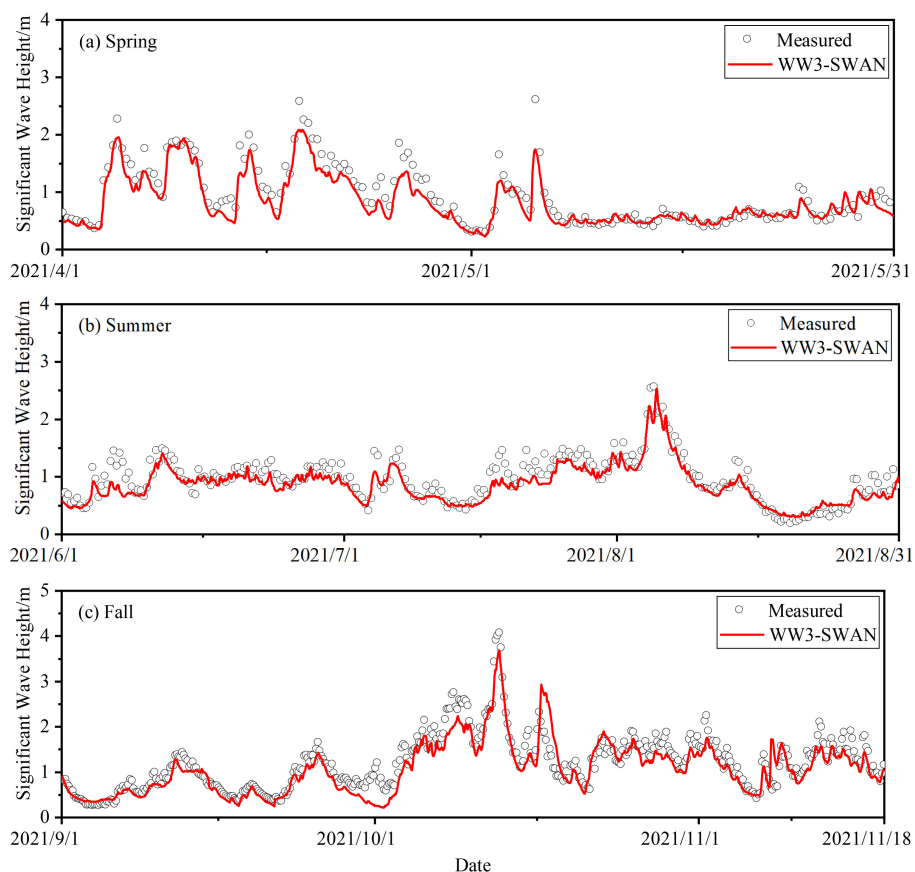 (a) Spring
Measured
WW3-SWAN
Significant Wave Height/m
4
3
2
1
0
2021/4/1
2021/5/1
2021/5/31
(b) Summer
Measured
WW3-SWAN
Significant Wave Height/m
4
3
2
1
0
2021/6/1
2021/7/1
2021/8/1
2021/8/31
(c) Fall
Measured
WW3-SWAN
Significant Wave Height/m
5
4
3
2
1
0
2021/9/1
2021/10/1
2021/11/1
2021/11/18
Date